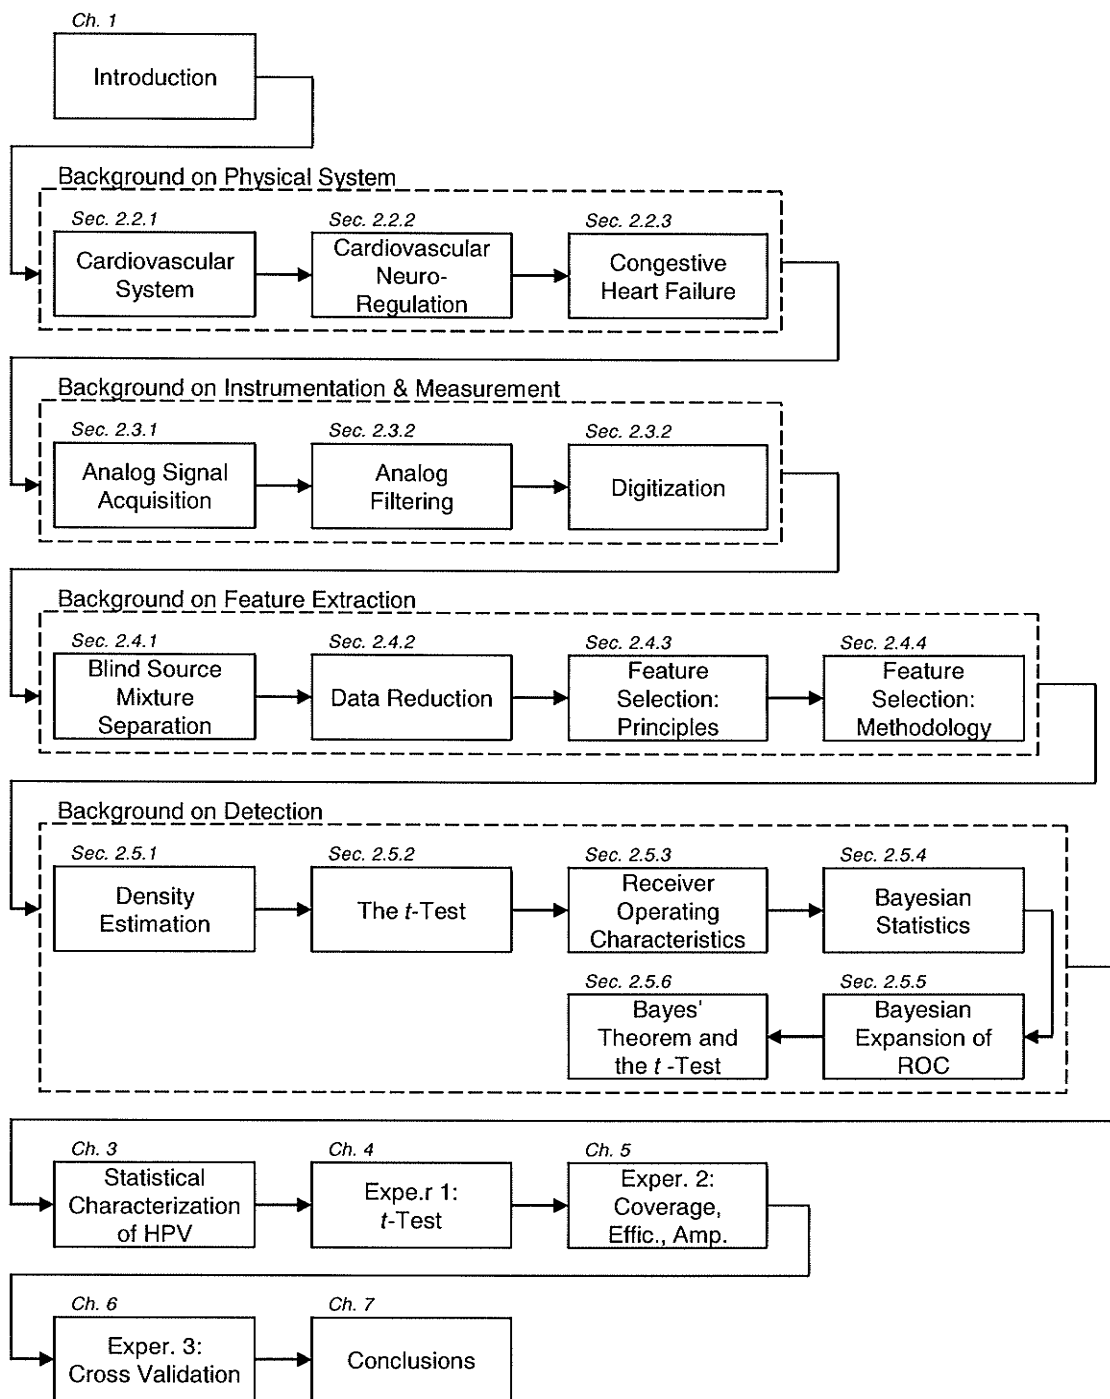 Ch. 1
Introduction
Background on Physical System
Sec. 2.2.1
Cardiovascular
System
Sec. 2.2.2
Cardiovascular
Neuro-
Regulation
Sec. 2.2.3
Congestive
Heart Failure
Background on Instrumentation & Measurement
Sec. 2.3.1
Analog Signal
Acquisition
Sec. 2.3.2
Analog
Filtering
Sec. 2.3.2
Digitization
Background on Feature Extraction
Sec. 2.4.1
Blind Source
Mixture
Separation
Sec. 2.4.2
Data Reduction
Sec. 2.4.3
Feature
Selection:
Principles
Sec. 2.4.4
Feature
Selection:
Methodology
Background on Detection
Sec. 2.5.1
Density
Estimation
Sec. 2.5.2
The t-Test
Sec. 2.5.3
Receiver
Operating
Characteristics
Sec. 2.5.4
Bayesian
Statistics
Sec. 2.5.5
Bayesian
Expansion of
ROC
Sec. 2.5.6
Bayes'
Theorem and
the t -Test
Ch. 3
Statistical
Characterization
of HPV
Ch. 4
Expe.r 1:
t-Test
Ch. 5
Exper. 2:
Coverage,
Effic., Amp.
Ch. 6
Exper. 3:
Cross Validation
Ch. 7
Conclusions